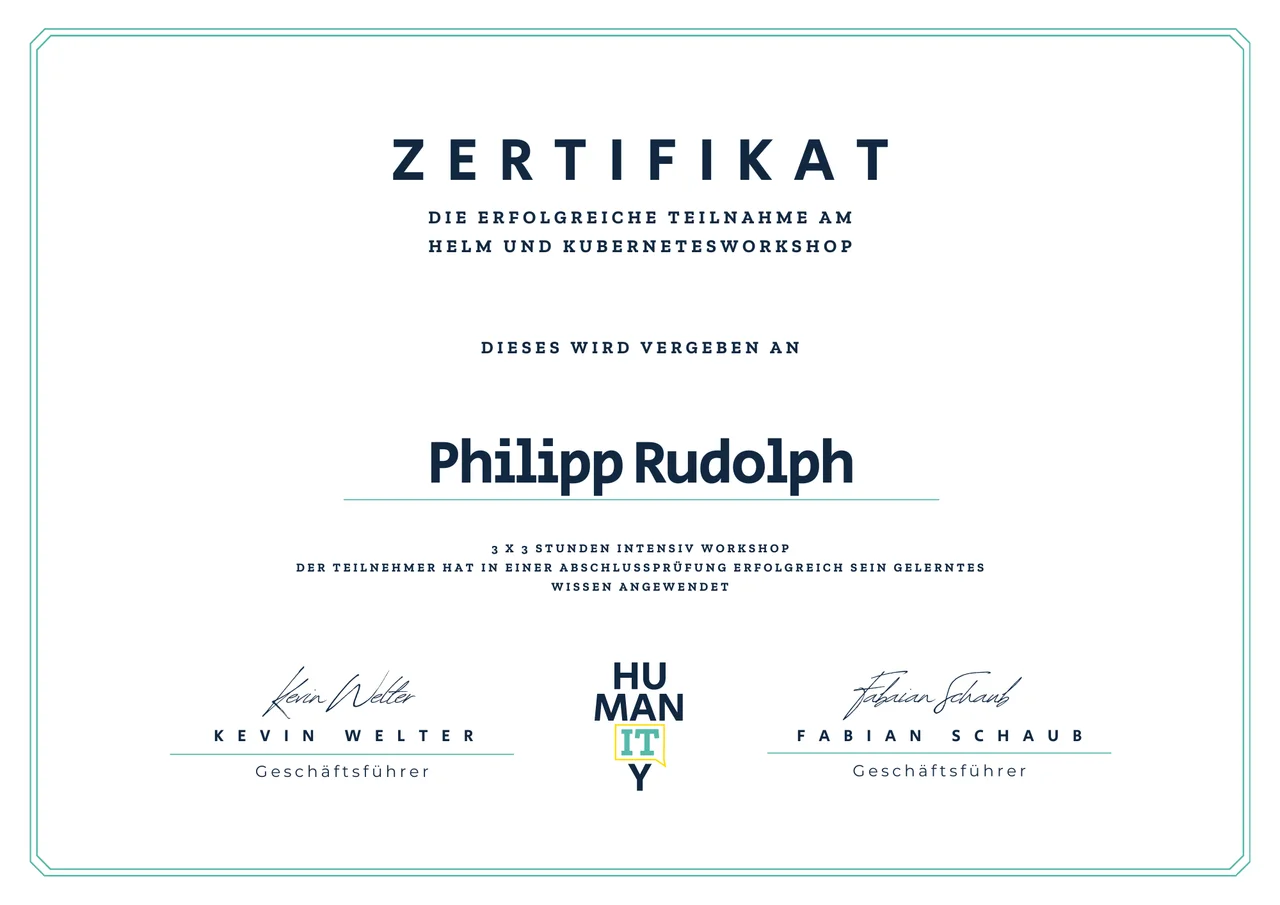 ZERTIFIKAT
DIE ERFOLGREICHE TEILNAHME AM
HELM UND KUBERNETESWORKSHOP
DIESES WIRD VERGEBEN AN
Philipp Rudolph
3 X 3 STUNDEN INTENSIV WORKSHOP
DER TEILNEHMER HAT IN EINER ABSCHLUSSPRÜFUNG ERFOLGREICH SEIN GELERNTES
WISSEN ANGEWENDET
Kevin Welter
KEVIN WELTER
Geschäftsführer
HU
MAN
IT
Y
Fabaian Schaub
FABIAN SCHAUB
Geschäftsführer